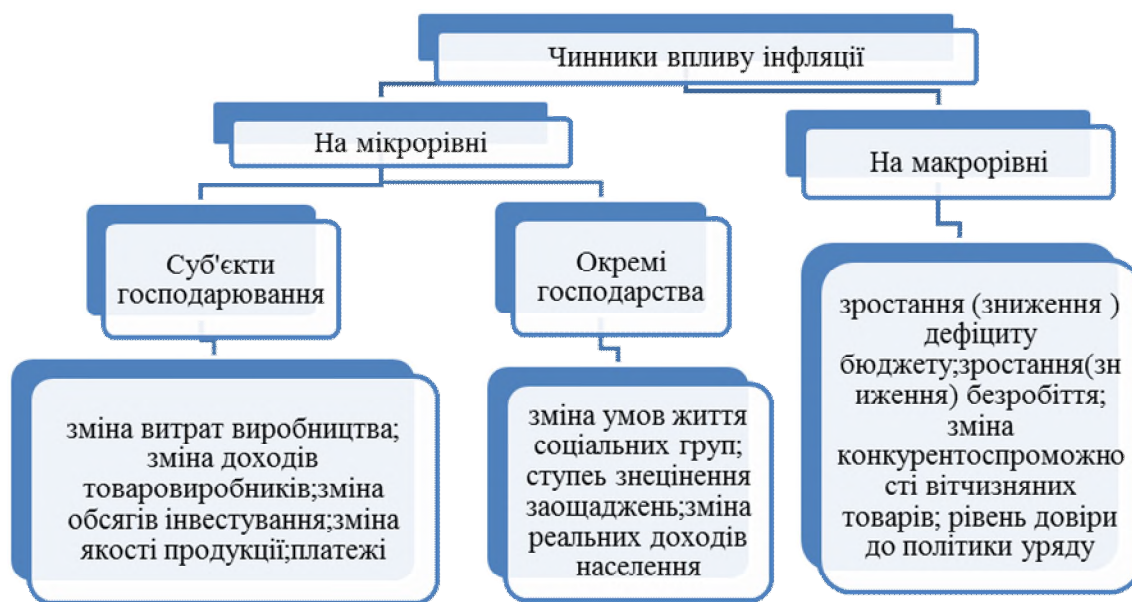 Чинники впливу інфляції
На мікрорівні
На макрорівні
Суб'єкти
господарювання
Окремі
господарства
зміна витрат виробництва;
зміна доходів
товаровиробників;зміна
обсягів інвестування;зміна
якості продукції;платежі
зміна умов життя
соціальних груп;
ступеь знецінення
заощаджень;зміна
реальних доходів
населення
зростання (зниження )
дефіциту
бюджету;зростання(зн
иження) безробіття;
зміна
конкурентоспроможно
сті вітчизняних
товарів; рівень довіри
до політики уряду